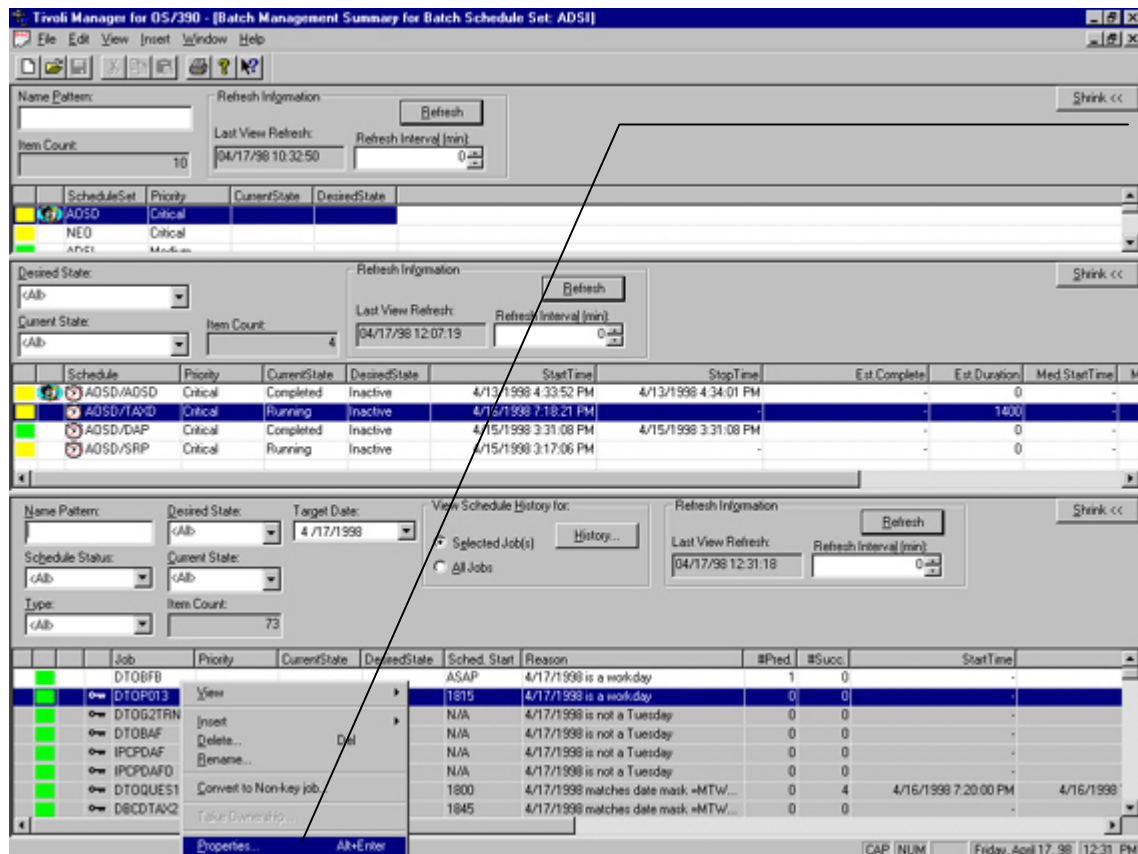 Tivoli Manager for OS/390 - [Batch Management Summary for Batch Schedule Set: ADSI]
File Edit View Insert Window Help
Name Pattern: Refresh Information Refresh Shrink <<
Last View Refresh: Refresh Interval (min):
Item Count: 10 04/17/98 10:32:50 0
ScheduleSet Priority CurrentState DesiredState
AOSD Critical
NEO Critical
ADSI Medium
Desired State: Refresh Information Refresh Shrink <<
<All>
Last View Refresh: Refresh Interval (min):
Current State: Item Count: 04/17/98 12:07:19 0
<All> 4
Schedule Priority CurrentState DesiredState StartTime StopTime Est.Complete Est.Duration Med.StartTime M
AOSD/AOSD Critical Completed Inactive 4/13/1998 4:33:52 PM 4/13/1998 4:34:01 PM - 0 -
AOSD/TAXD Critical Running Inactive 4/16/1998 7:18:21 PM - - 1400 -
AOSD/DAP Critical Completed Inactive 4/15/1998 3:31:08 PM 4/15/1998 3:31:08 PM - 0 -
AOSD/SRP Critical Running Inactive 4/15/1998 3:17:06 PM - - 0 -
Name Pattern: Desired State: Target Date: View Schedule History for: Refresh Information Refresh Shrink <<
<All> 4/17/1998 Selected Job(s) History... Last View Refresh: Refresh Interval (min):
Schedule Status: Current State: All Jobs 04/17/98 12:31:18 0
<All> <All>
Type: Item Count:
<All> 73
Job Priority CurrentState DesiredState Sched. Start Reason #Pred. #Succ. StartTime
DTOBFB ASAP 4/17/1998 is a workday 1 0 -
DTOP013 View 1815 4/17/1998 is a workday 0 0 -
DTOG2TRN Insert N/A 4/17/1998 is not a Tuesday 0 0 -
DTOBAF Delete... Del N/A 4/17/1998 is not a Tuesday 0 0 -
IPCPDAF Rename... N/A 4/17/1998 is not a Tuesday 0 0 -
IPCPDAFO N/A 4/17/1998 is not a Tuesday 0 0 -
DTOQUES1 Convert to Non-key job... 1800 4/17/1998 matches date mask =MTW... 0 4 4/16/1998 7:20:00 PM 4/16/1998
DBCDTAX2 Take Ownership... 1845 4/17/1998 matches date mask =MTW... 0 0 -
Properties... Alt+Enter
CAP NUM Friday, April 17, 98 12:31 PM